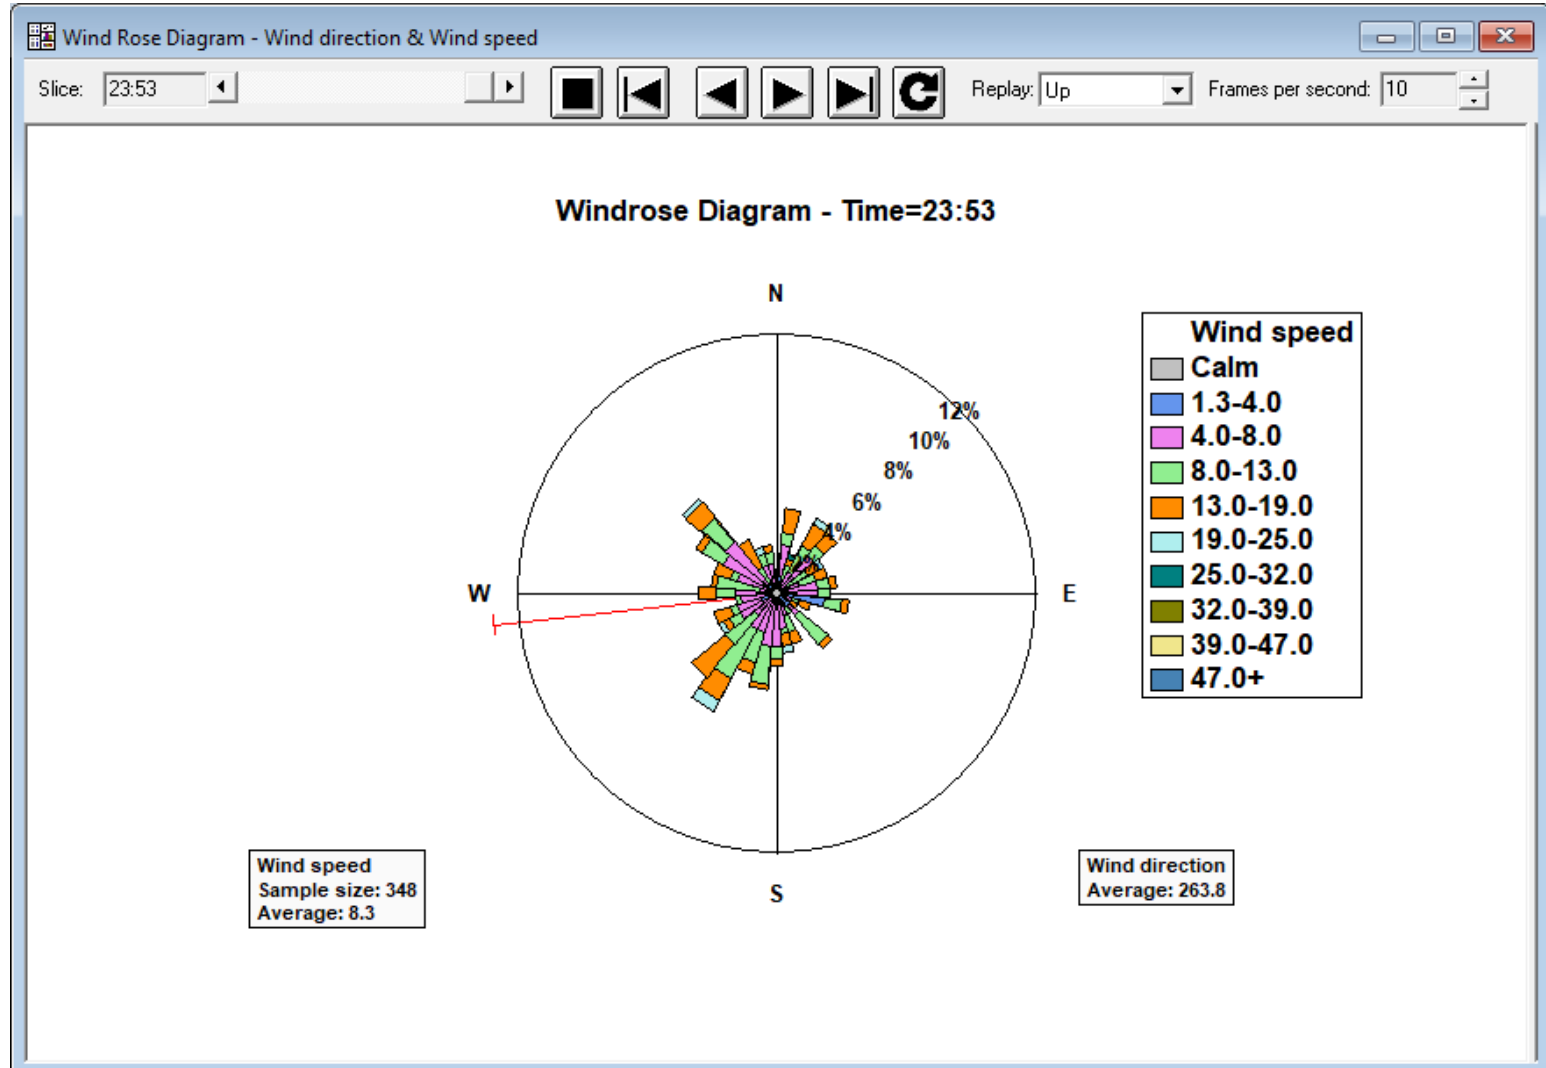 Wind Rose Diagram - Wind direction & Wind speed
Slice: 23:53 Replay: Up Frames per second: 10
Windrose Diagram - Time=23:53
N
12%
10%
8%
6%
4%
W
E
S
Wind speed
Calm
1.3-4.0
4.0-8.0
8.0-13.0
13.0-19.0
19.0-25.0
25.0-32.0
32.0-39.0
39.0-47.0
47.0+
Wind speed
Sample size: 348
Average: 8.3
Wind direction
Average: 263.8